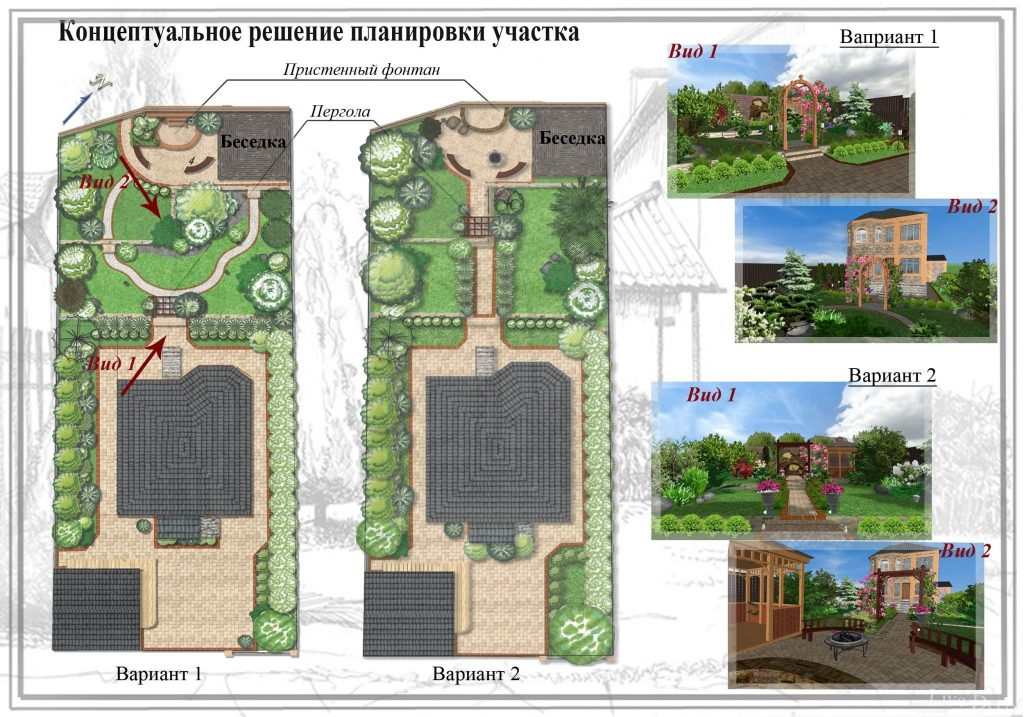 Концептуальное решение планировки участка
Ваприант 1
Вид 1
Пристенный фонтан
Пергола
Беседка
Беседка
4
Вид 2
Вид 2
Вид 1
Вариант 2
Вид 1
Вид 2
Вариант 1
Вариант 2